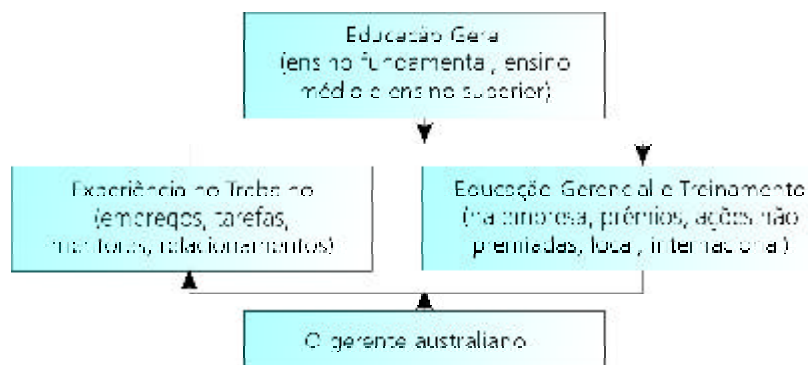 Educação Geral
(ensino fundamental, ensino
médio e ensino superior)
Experiência no Trabalho
(empregos, tarefas,
mentores, relacionamentos)
Educação Gerencial e Treinamento
(na empresa, prêmios, ações não
premiadas, local, internacional)
O gerente australiano